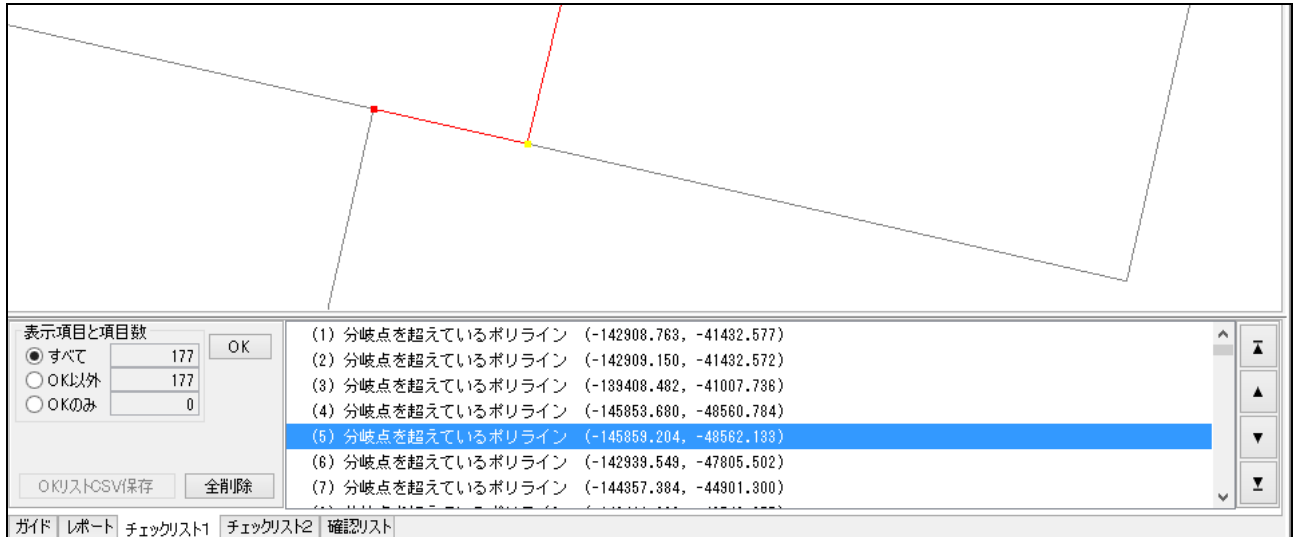 表示項目と項目数
すべて 177
OK以外 177
OKのみ 0
OK
OKリストCSV保存 全削除
(1) 分岐点を超えているポリライン (-142908.763, -41432.577)
(2) 分岐点を超えているポリライン (-142909.150, -41432.572)
(3) 分岐点を超えているポリライン (-139408.482, -41007.736)
(4) 分岐点を超えているポリライン (-145853.680, -48560.784)
(5) 分岐点を超えているポリライン (-145859.204, -48562.133)
(6) 分岐点を超えているポリライン (-142939.549, -47805.502)
(7) 分岐点を超えているポリライン (-144357.384, -44901.300)
ガイド レポート チェックリスト1 チェックリスト2 確認リスト